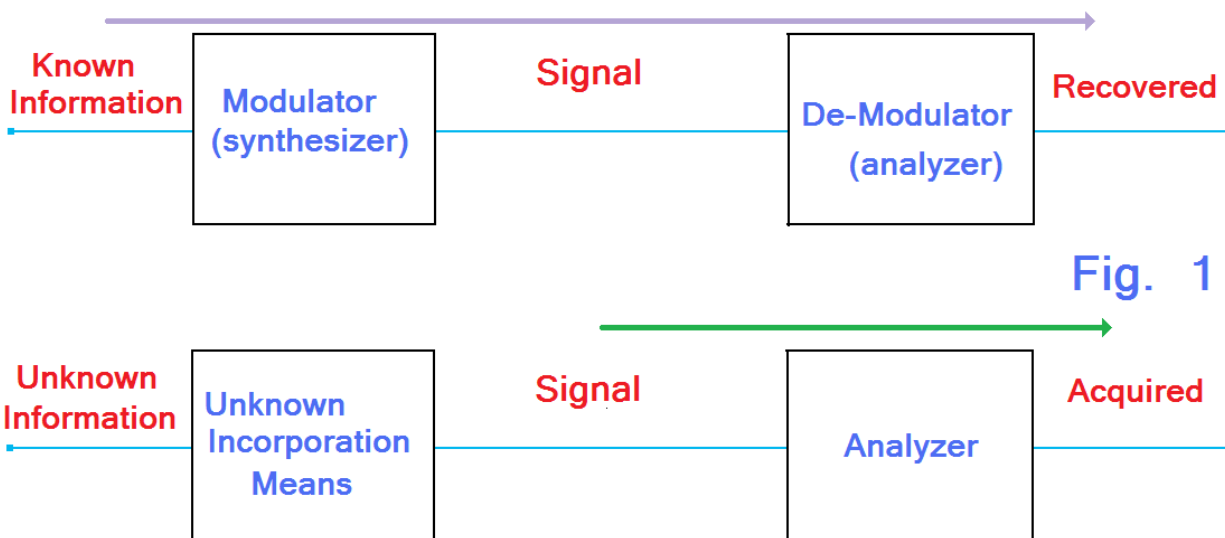 Known
Information
Modulator
(synthesizer)
Signal
De-Modulator
(analyzer)
Recovered
Fig. 1
Unknown
Information
Unknown
Incorporation
Means
Signal
Analyzer
Acquired